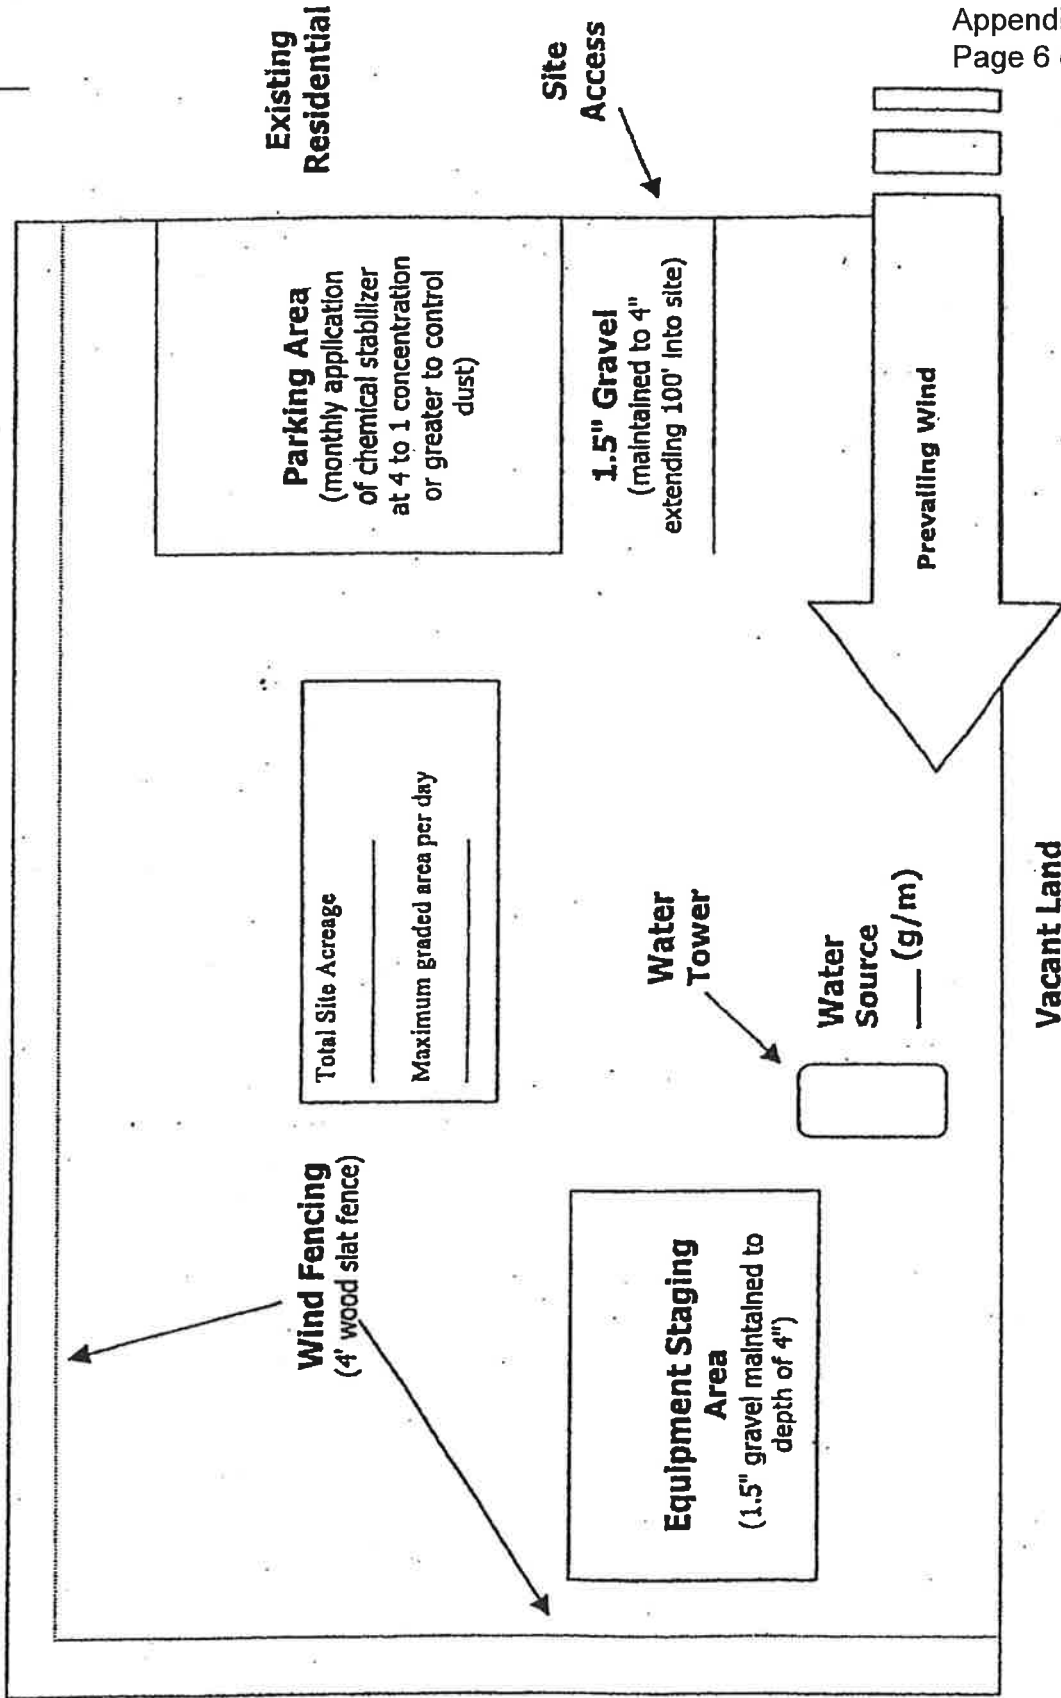 Appendi
Page 6
Existing
Residential
Site
Access
Parking Area
(monthly application
of chemical stabilizer
at 4 to 1 concentration
or greater to control
dust)
1.5" Gravel
(maintained to 4"
extending 100' into site)
Prevailing Wind
Total Site Acreage
Maximum graded area per day
Water
Tower
Water
Source
(g/m)
Vacant Land
Wind Fencing
(4' wood slat fence)
Equipment Staging
Area
(1.5" gravel maintained to
depth of 4")